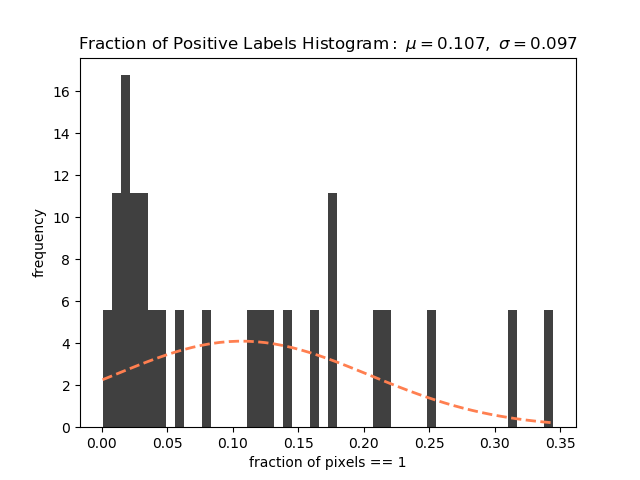 Fraction of Positive Labels Histogram: μ = 0.107, σ = 0.097
16
14
12
10
8
6
4
2
0
frequency
0.00 0.05 0.10 0.15 0.20 0.25 0.30 0.35
fraction of pixels == 1